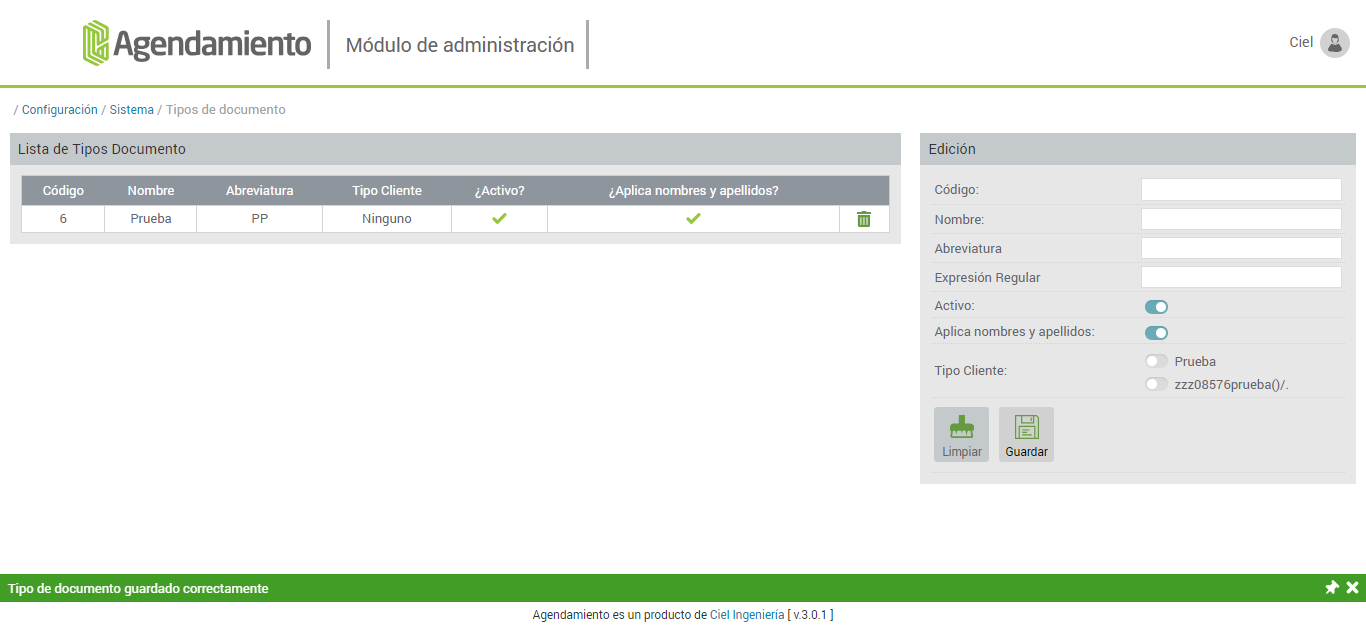 Agendamiento
Módulo de administración
Ciel
/ Configuración / Sistema / Tipos de documento
Lista de Tipos Documento
Código Nombre Abreviatura Tipo Cliente ¿Activo? ¿Aplica nombres y apellidos?
6 Prueba PP Ninguno
Edición
Código:
Nombre:
Abreviatura
Expresión Regular
Activo:
Aplica nombres y apellidos:
Tipo Cliente:
Prueba
zzz08576prueba()/.
Limpiar Guardar
Tipo de documento guardado correctamente
Agendamiento es un producto de Ciel Ingeniería [ v.3.0.1 ]